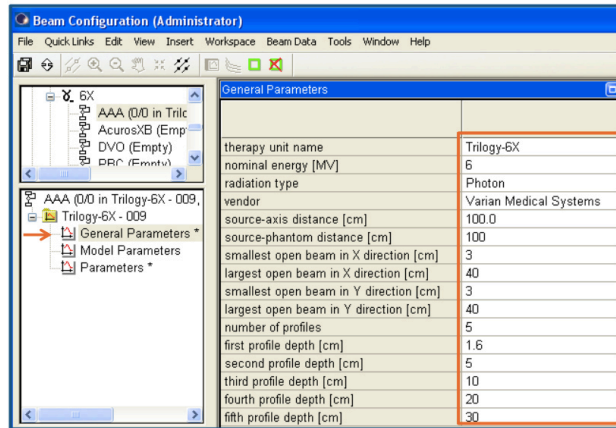 Beam Configuration (Administrator)
File Quick Links Edit View Insert Workspace Beam Data Tools Window Help
6X
AAA (0/0 in Trilc
AcurosXB (Emp
DVO (Empty)
PBC (Empty)
AAA (0/0 in Trilogy-6X - 009,
Trilogy-6X - 009
General Parameters *
Model Parameters
Parameters *
General Parameters
therapy unit name Trilogy-6X
nominal energy [MV] 6
radiation type Photon
vendor Varian Medical Systems
source-axis distance [cm] 100.0
source-phantom distance [cm] 100
smallest open beam in X direction [cm] 3
largest open beam in X direction [cm] 40
smallest open beam in Y direction [cm] 3
largest open beam in Y direction [cm] 40
number of profiles 5
first profile depth [cm] 1.6
second profile depth [cm] 5
third profile depth [cm] 10
fourth profile depth [cm] 20
fifth profile depth [cm] 30